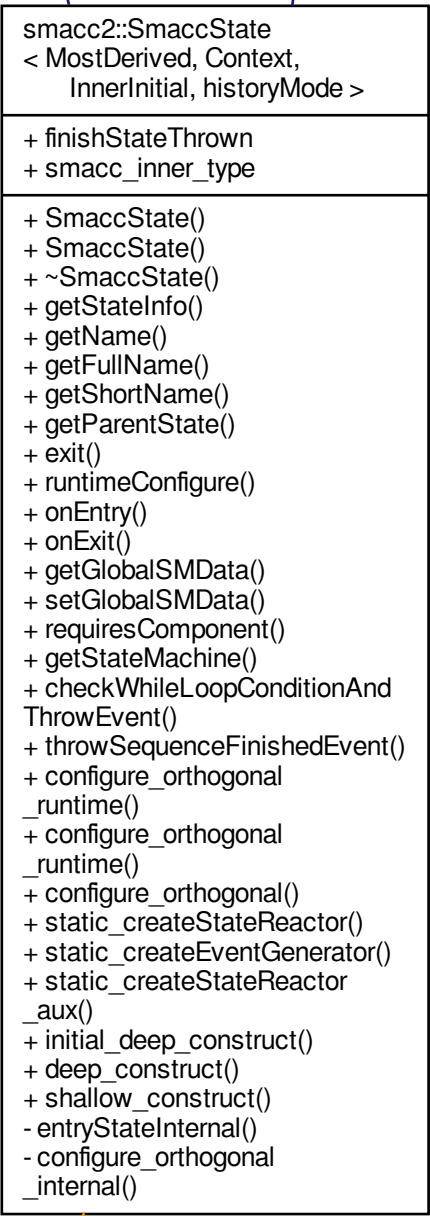 smacc2::SmaccState
< MostDerived, Context,
InnerInitial, historyMode >
+ finishStateThrown
+ smacc_inner_type
+ SmaccState()
+ SmaccState()
+ ~SmaccState()
+ getStateInfo()
+ getName()
+ getFullName()
+ getShortName()
+ getParentState()
+ exit()
+ runtimeConfigure()
+ onEntry()
+ onExit()
+ getGlobalSMData()
+ setGlobalSMData()
+ requiresComponent()
+ getStateMachine()
+ checkWhileLoopConditionAnd
ThrowEvent()
+ throwSequenceFinishedEvent()
+ configure_orthogonal
_runtime()
+ configure_orthogonal
_runtime()
+ configure_orthogonal()
+ static_createStateReactor()
+ static_createEventGenerator()
+ static_createStateReactor
_aux()
+ initial_deep_construct()
+ deep_construct()
+ shallow_construct()
- entryStateInternal()
- configure_orthogonal
_internal()